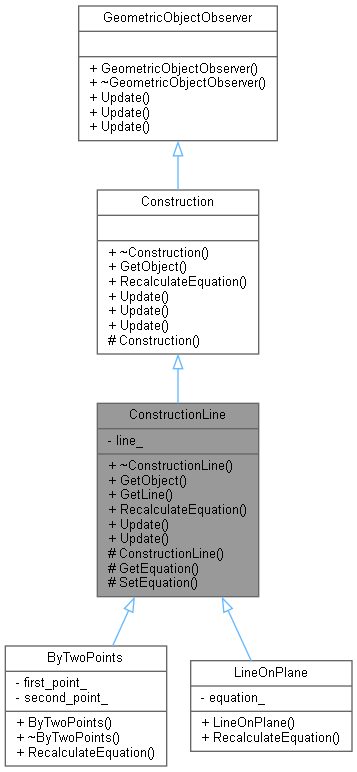 GeometricObjectObserver
+ GeometricObjectObserver()
+ ~GeometricObjectObserver()
+ Update()
+ Update()
+ Update()
Construction
+ ~Construction()
+ GetObject()
+ RecalculateEquation()
+ Update()
+ Update()
+ Update()
# Construction()
ConstructionLine
- line_
+ ~ConstructionLine()
+ GetObject()
+ GetLine()
+ RecalculateEquation()
+ Update()
+ Update()
# ConstructionLine()
# GetEquation()
# SetEquation()
ByTwoPoints
- first_point_
- second_point_
+ ByTwoPoints()
+ ~ByTwoPoints()
+ RecalculateEquation()
LineOnPlane
- equation_
+ LineOnPlane()
+ RecalculateEquation()